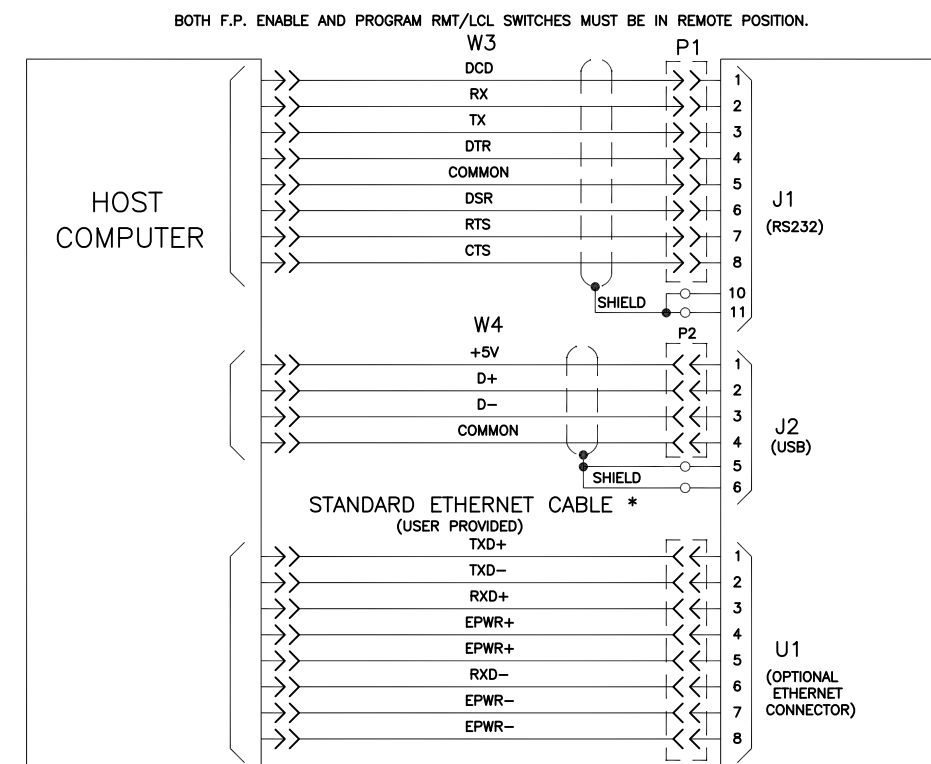 BOTH F.P. ENABLE AND PROGRAM RMT/LCL SWITCHES MUST BE IN REMOTE POSITION.
W3
P1
DCD
1
RX
2
TX
3
DTR
4
COMMON
5
DSR
6
RTS
7
CTS
8
HOST
COMPUTER
J1
(RS232)
10
SHIELD
11
W4
P2
+5V
1
D+
2
D–
3
COMMON
4
J2
(USB)
5
SHIELD
6
STANDARD ETHERNET CABLE *
(USER PROVIDED)
TXD+
1
TXD–
2
RXD+
3
EPWR+
4
EPWR+
5
RXD–
6
EPWR–
7
EPWR–
8
U1
(OPTIONAL
ETHERNET
CONNECTOR)